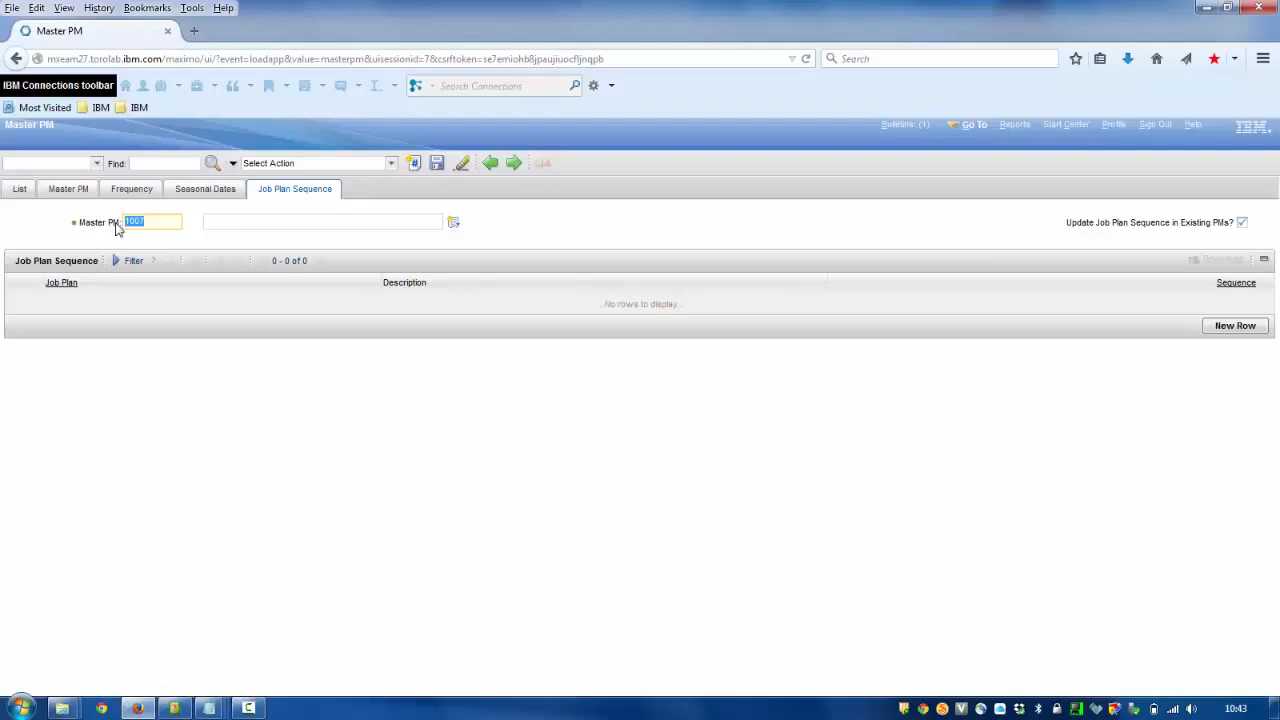 File Edit View History Bookmarks Tools Help
Master PM
mxeam27.torolab.ibm.com/maximo/ui/?event=loadapp&value=masterpm&uisessionid=7&csrftoken=se7emiohb8jpaujiuocfljnqpb
Search
IBM Connections toolbar
Search Connections
Most Visited IBM IBM
Master PM
Bulletins: (1) Go To Reports Start Center Profile Sign Out Help IBM
Find: Select Action
List Master PM Frequency Seasonal Dates Job Plan Sequence
Master PM: 1007
Update Job Plan Sequence in Existing PMs?
Job Plan Sequence Filter 0 - 0 of 0 Download
Job Plan Description Sequence
No rows to display...
New Row
10:43